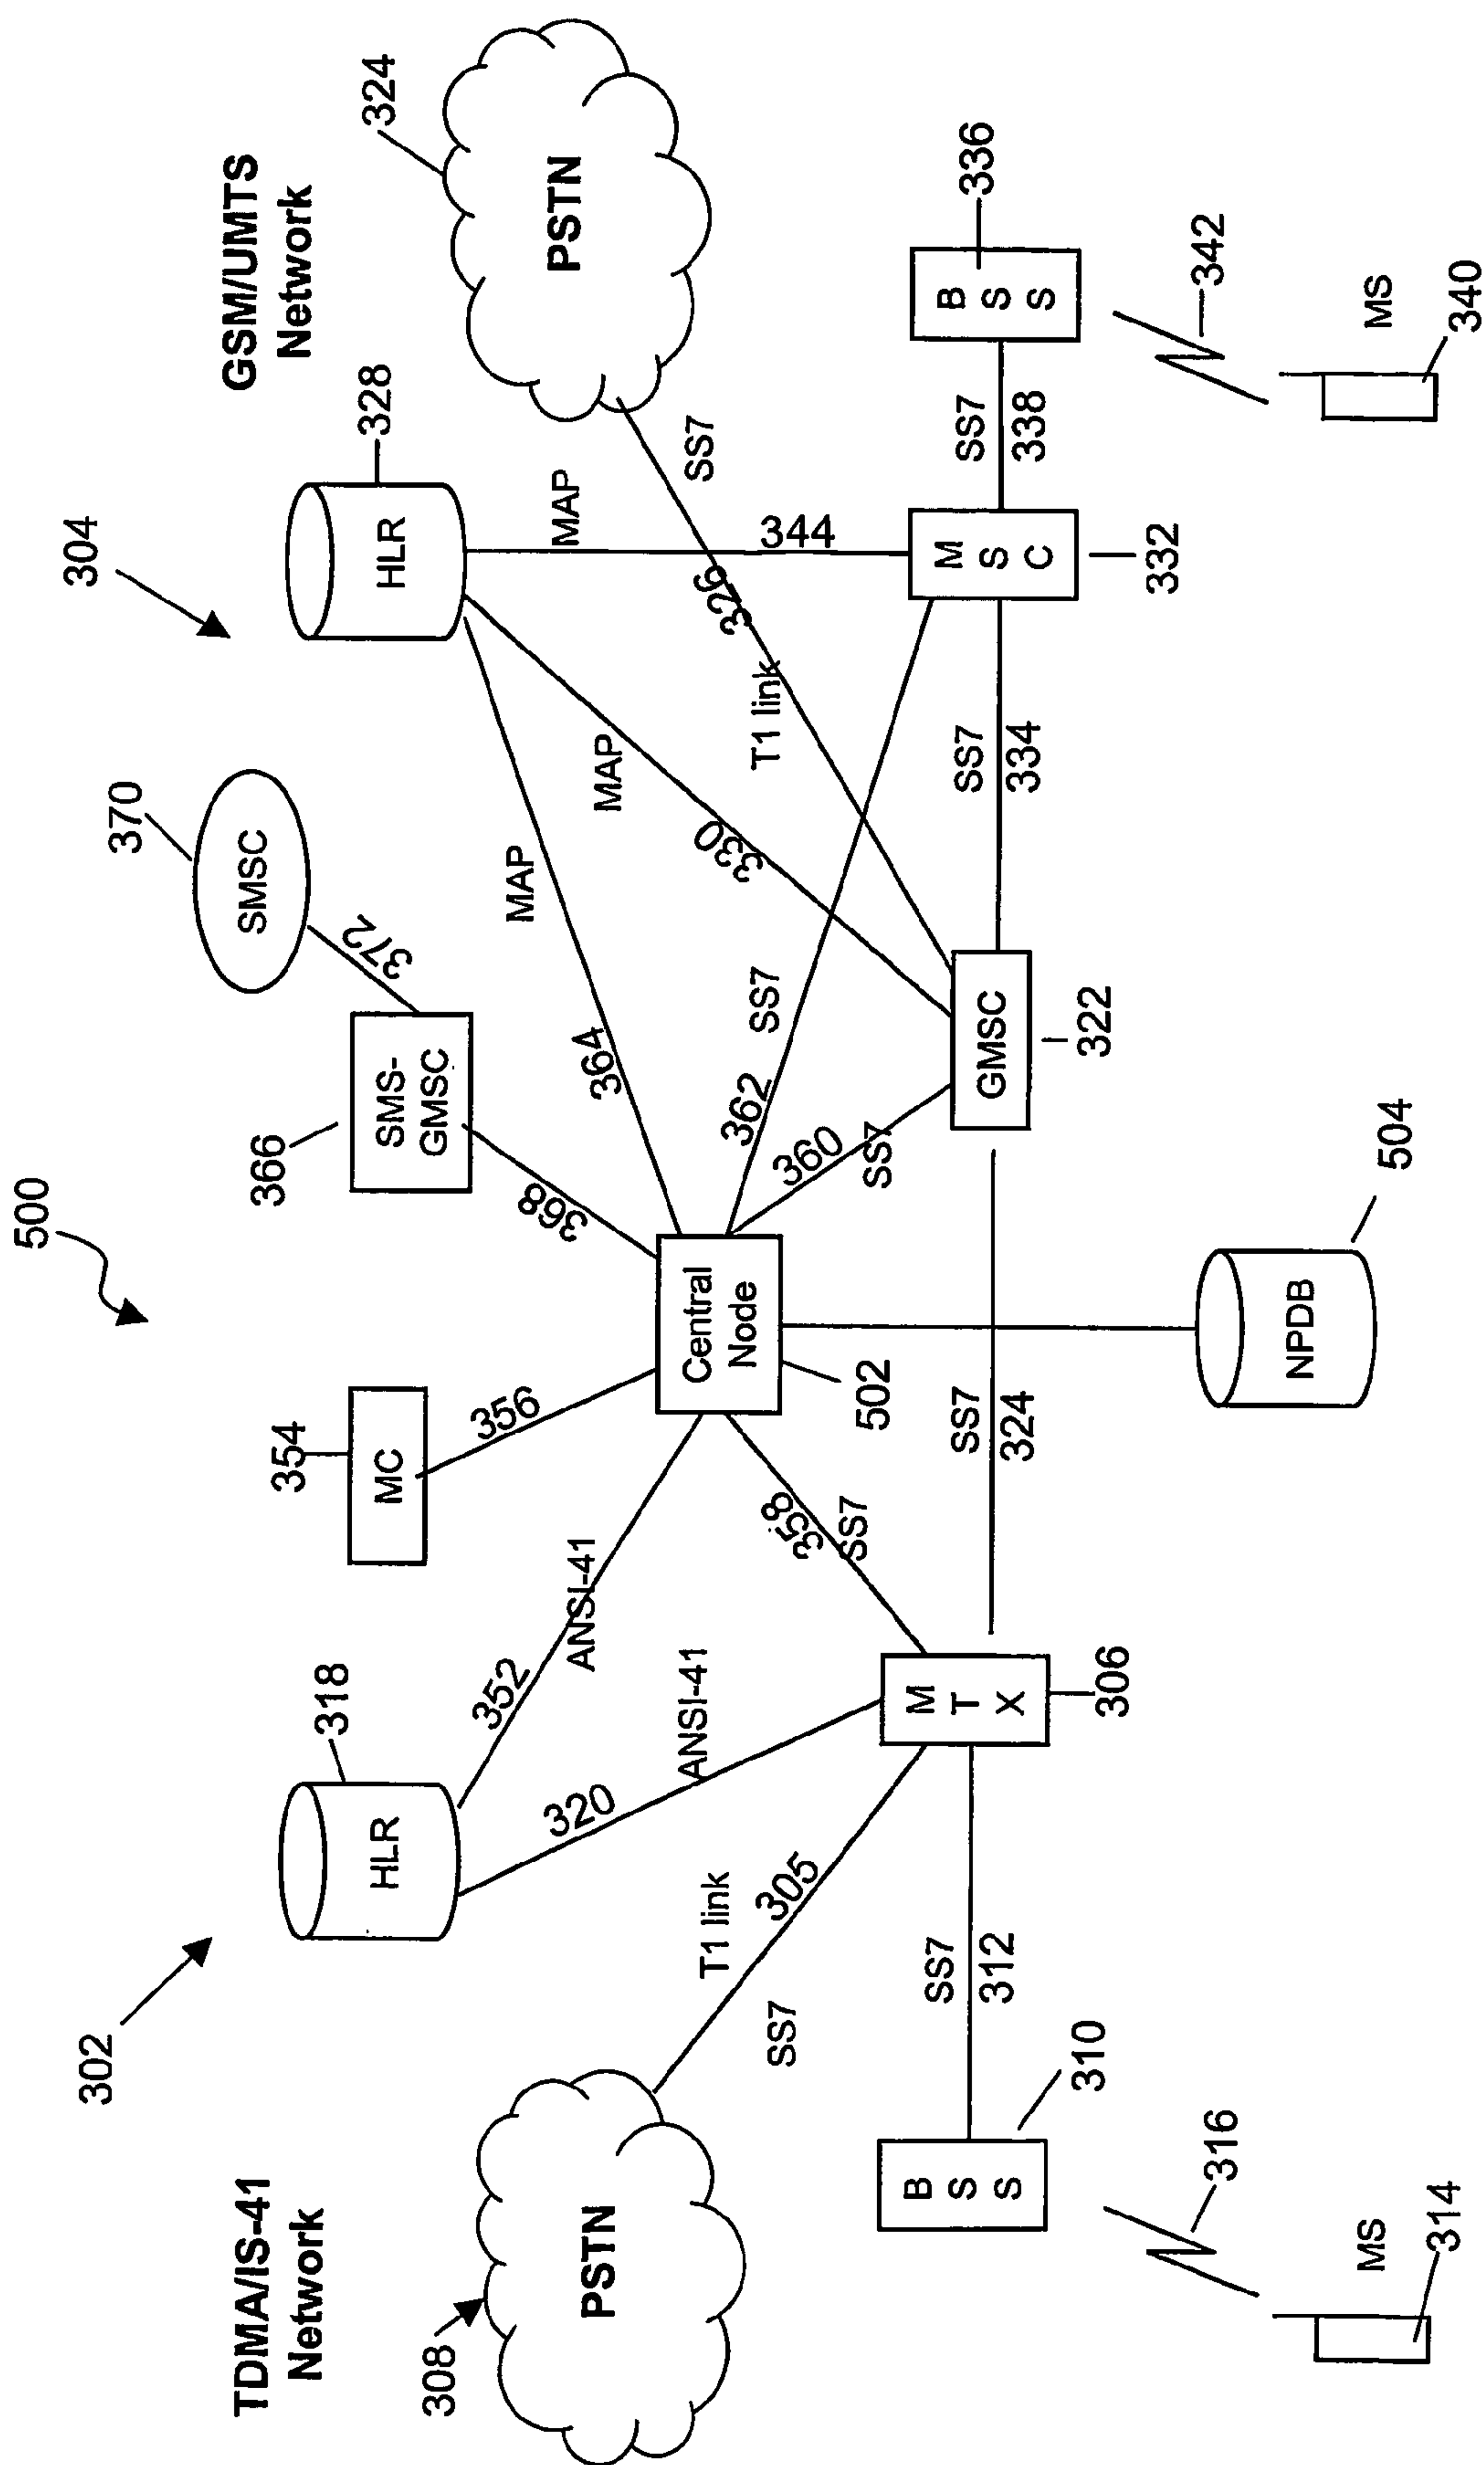 500
302
304
TDMA/IS-41
Network
GSM/UMTS
Network
308
PSTN
318
HLR
354
MC
366
SMS-
GMSC
370
SMSC
372
328
HLR
324
PSTN
352
ANSI-41
356
368
364
MAP
MAP
330
MAP
344
SS7
326
T1 link
320
ANSI-41
T1 link
305
SS7
358
SS7
Central
Node
502
360
SS7
362
SS7
310
B
S
S
SS7
312
M
T
X
306
SS7
324
GMSC
322
SS7
334
M
S
C
332
SS7
338
B
S
S
336
316
MS
314
NPDB
504
342
MS
340